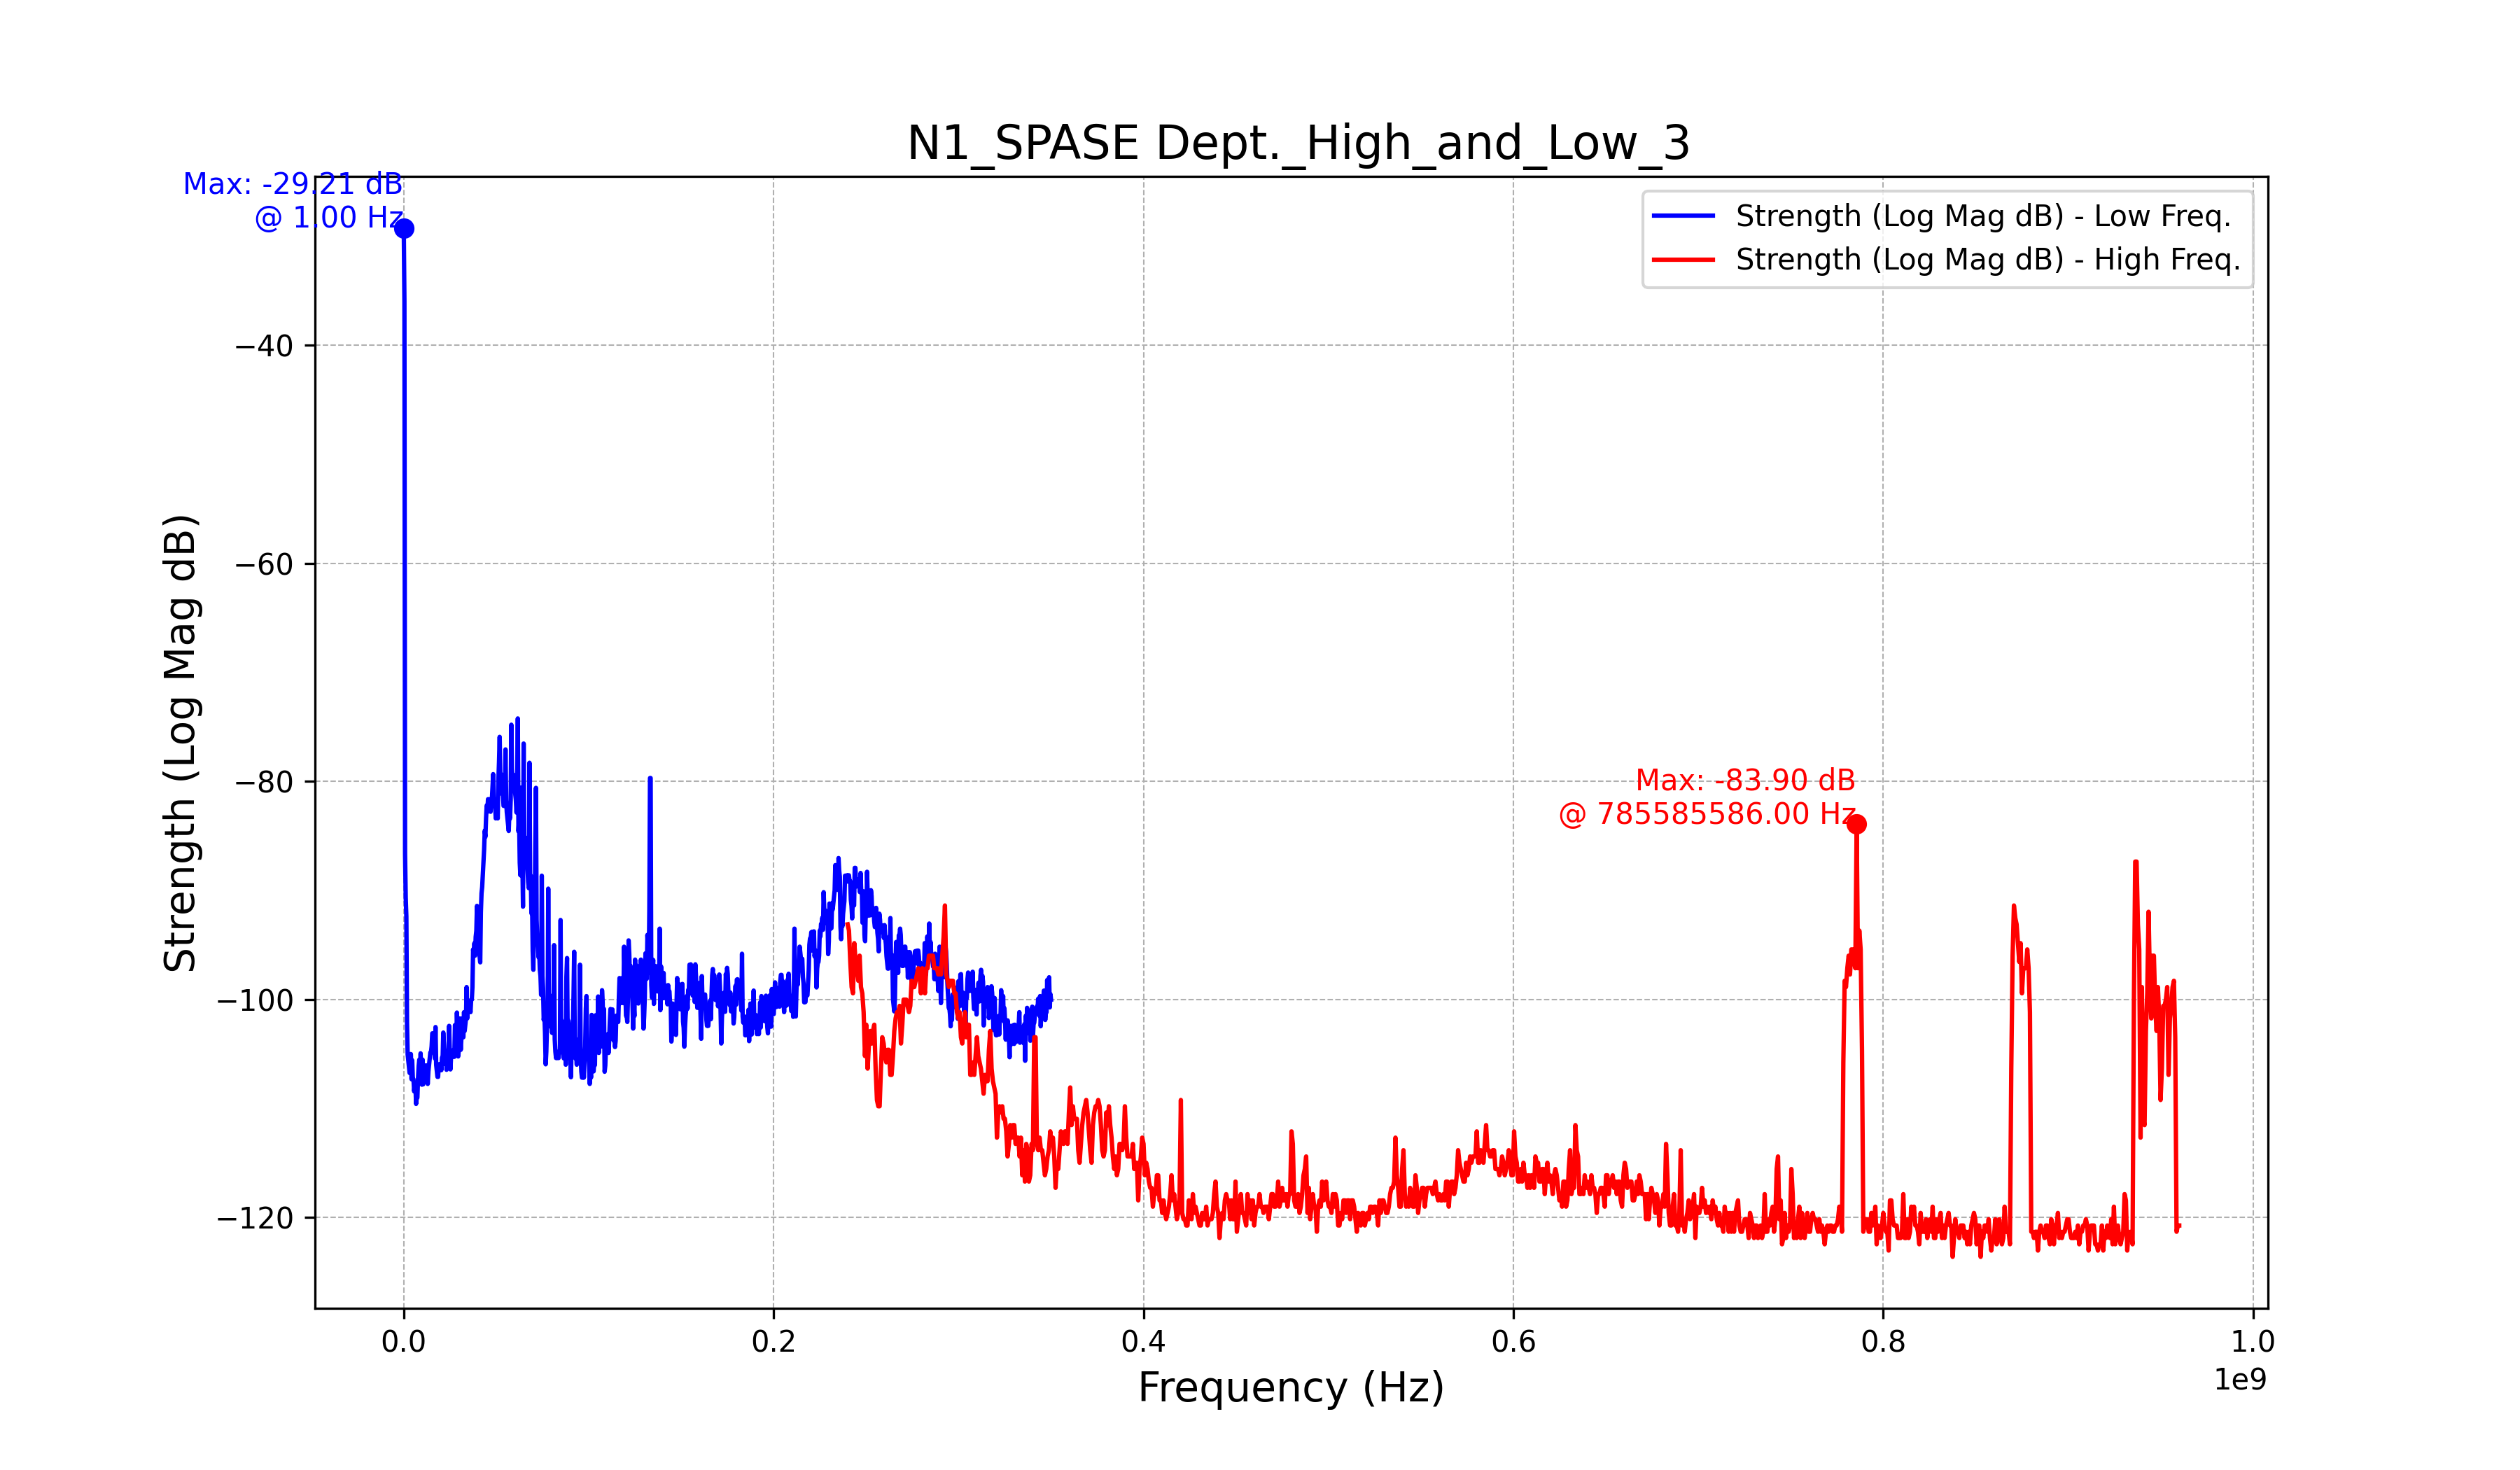 N1_SPASE Dept._High_and_Low_3
Max: -29.21 dB
@ 1.00 Hz
Strength (Log Mag dB) - Low Freq.
Strength (Log Mag dB) - High Freq.
Strength (Log Mag dB)
−40
−60
−80
−100
−120
Max: -83.90 dB
@ 785585586.00 Hz
0.0 0.2 0.4 0.6 0.8 1.0
1e9
Frequency (Hz)